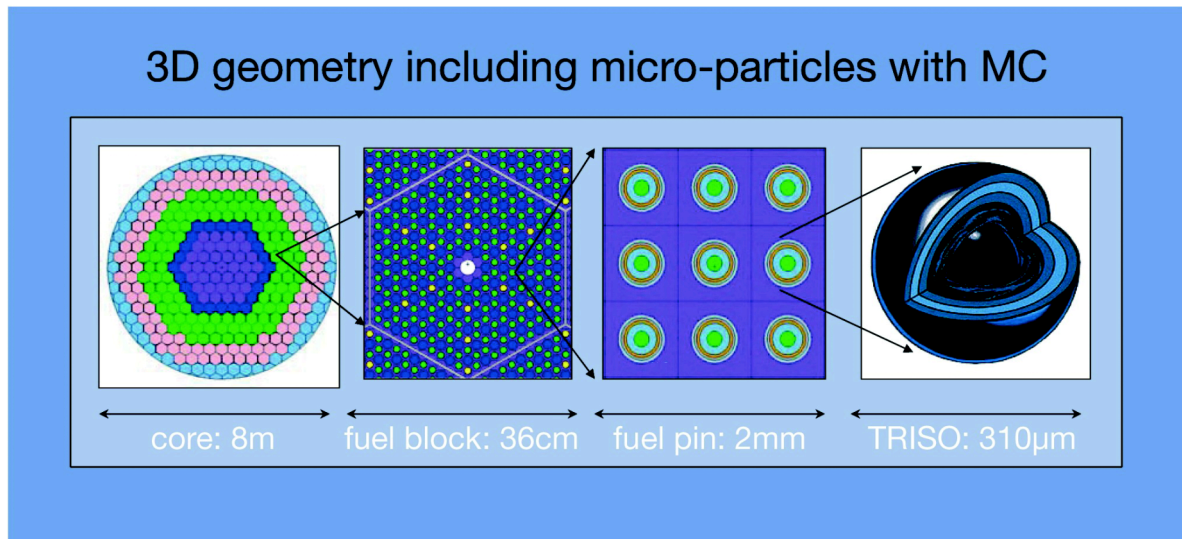 3D geometry including micro-particles with MC
core: 8m
fuel block: 36cm
fuel pin: 2mm
TRISO: 310µm